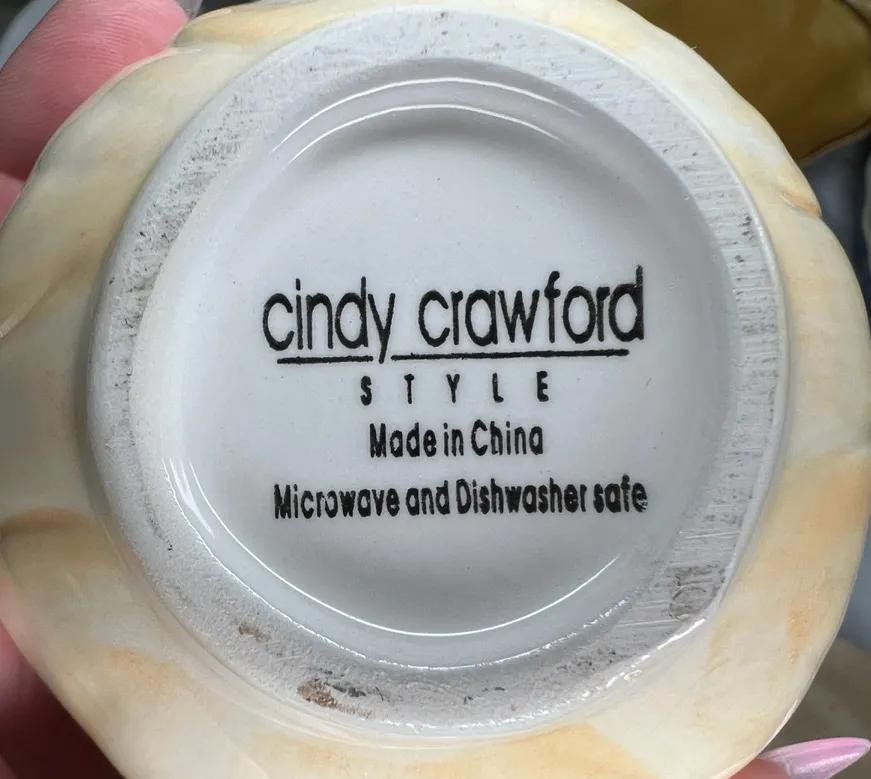 cindy crawford
STYLE
Made in China
Microwave and Dishwasher safe